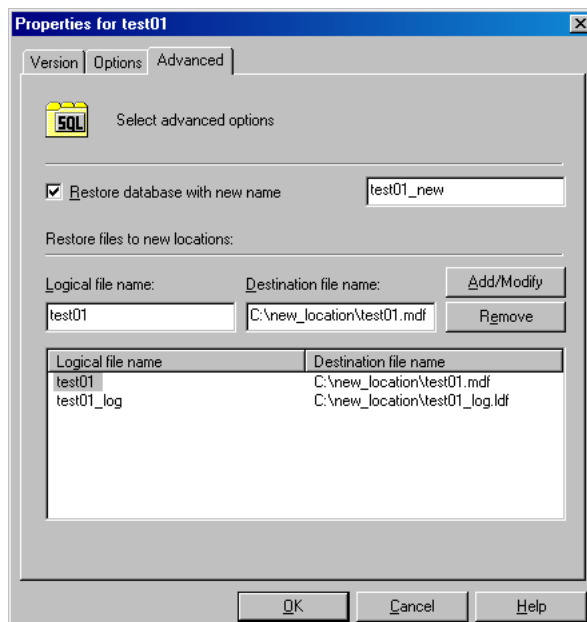 Properties for test01
Version Options Advanced
SQL Select advanced options
Restore database with new name test01_new
Restore files to new locations:
Logical file name: Destination file name: Add/Modify
test01 C:\new_location\test01.mdf Remove
Logical file name Destination file name
test01 C:\new_location\test01.mdf
test01_log C:\new_location\test01_log.ldf
OK Cancel Help